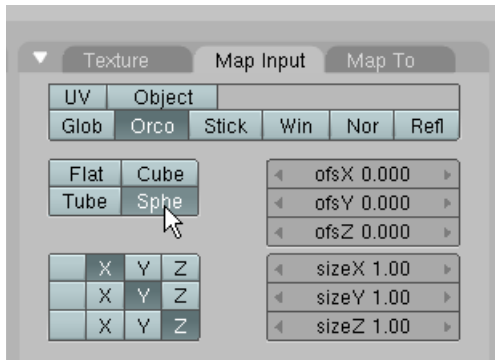 Texture Map Input Map To
UV Object
Glob Orco Stick Win Nor Refl
Flat Cube
Tube Sphe
ofsX 0.000
ofsY 0.000
ofsZ 0.000
X Y Z
X Y Z
X Y Z
sizeX 1.00
sizeY 1.00
sizeZ 1.00